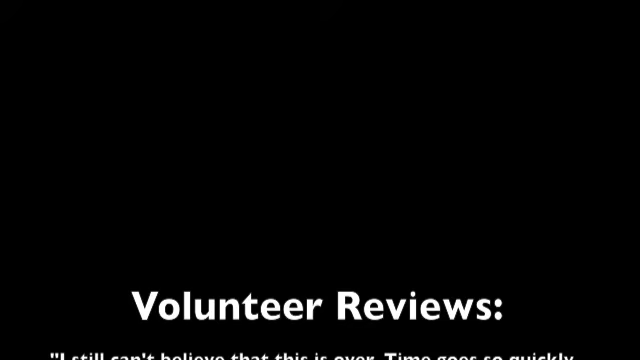 Volunteer Reviews:
"I still can't believe that this is over. Time goes so quickly